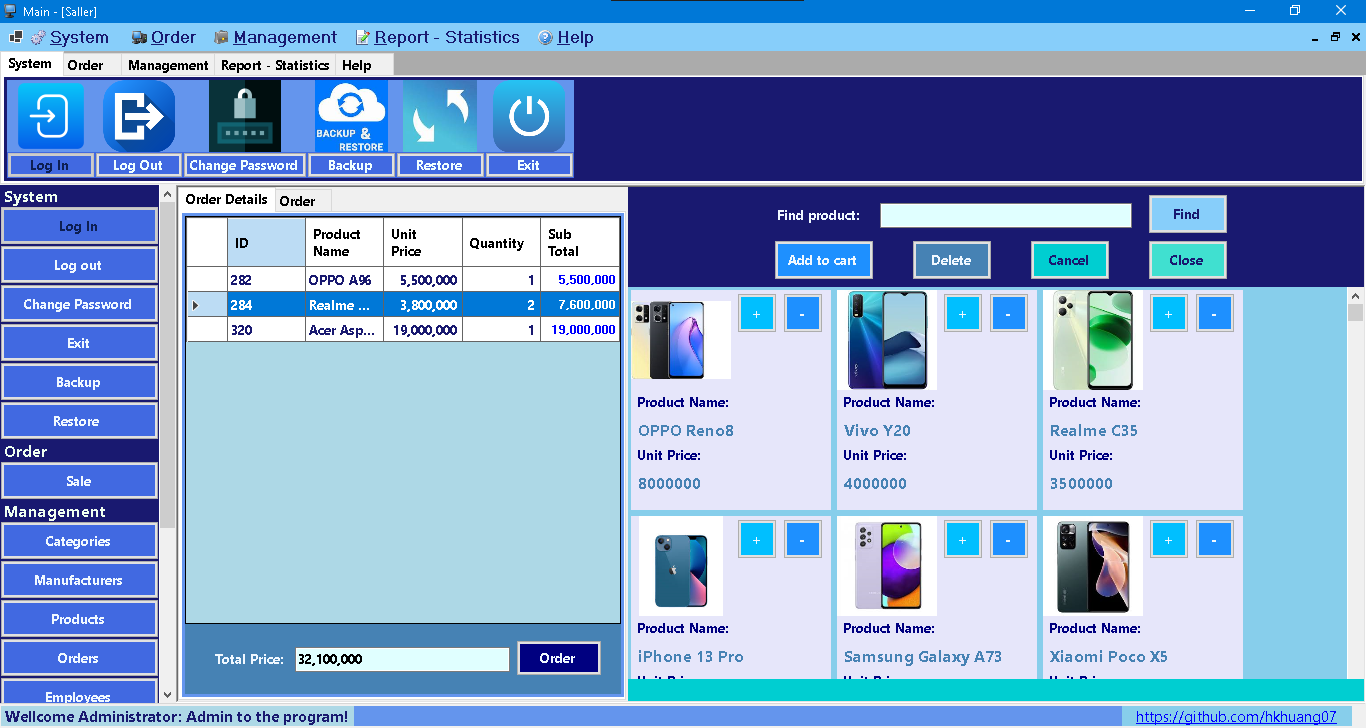 Main - [Saller]
System Order Management Report - Statistics Help
System Order Management Report - Statistics Help
BACKUP &
RESTORE
Log In Log Out Change Password Backup Restore Exit
System
Log In
Log out
Change Password
Exit
Backup
Restore
Order
Sale
Management
Categories
Manufacturers
Products
Orders
Employees
Order Details Order
ID Product Name Unit Price Quantity Sub Total
282 OPPO A96 5,500,000 1 5,500,000
284 Realme ... 3,800,000 2 7,600,000
320 Acer Asp... 19,000,000 1 19,000,000
Total Price: 32,100,000 Order
Find product: Find
Add to cart Delete Cancel Close
+ - + - + -
Product Name: Product Name: Product Name:
OPPO Reno8 Vivo Y20 Realme C35
Unit Price: Unit Price: Unit Price:
8000000 4000000 3500000
+ - + - + -
Product Name: Product Name: Product Name:
iPhone 13 Pro Samsung Galaxy A73 Xiaomi Poco X5
Unit Price: Unit Price: Unit Price:
Wellcome Administrator: Admin to the program! https://github.com/hkhuang07